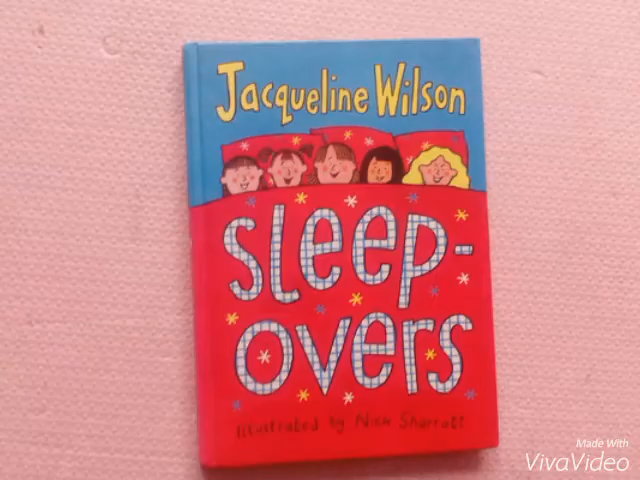 Jacqueline Wilson
sleep-
overs
Illustrated by Nick Sharratt
Made With
VivaVideo